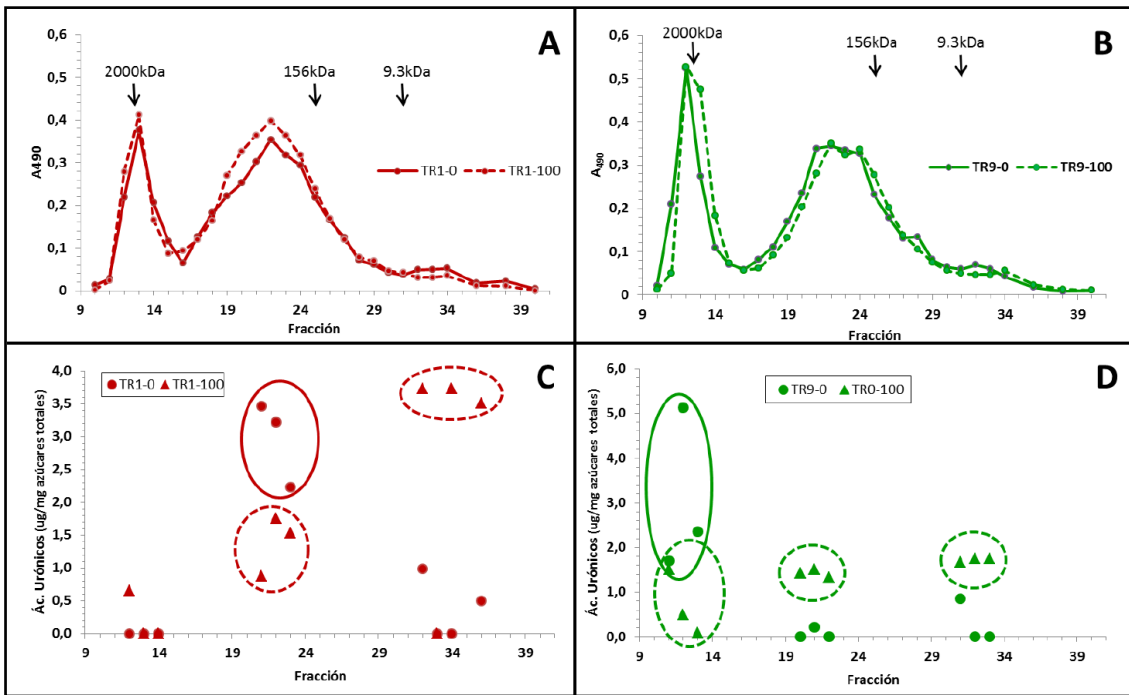 A
0,6
0,5
0,4
0,3
0,2
0,1
0
A490
2000kDa
156kDa
9.3kDa
TR1-0
TR1-100
9
14
19
24
29
34
39
Fracción
B
0,6
0,5
0,4
0,3
0,2
0,1
0
A490
2000kDa
156kDa
9.3kDa
TR9-0
TR9-100
9
14
19
24
29
34
39
Fracción
C
4,0
3,5
3,0
2,5
2,0
1,5
1,0
0,5
0,0
Ác. Urónicos (ug/mg azúcares totales)
TR1-0
TR1-100
9
14
19
24
29
34
39
Fracción
D
6,0
5,0
4,0
3,0
2,0
1,0
0,0
Ác. Urónicos (ug/mg azúcares totales)
TR9-0
TR0-100
9
14
19
24
29
34
39
Fracción